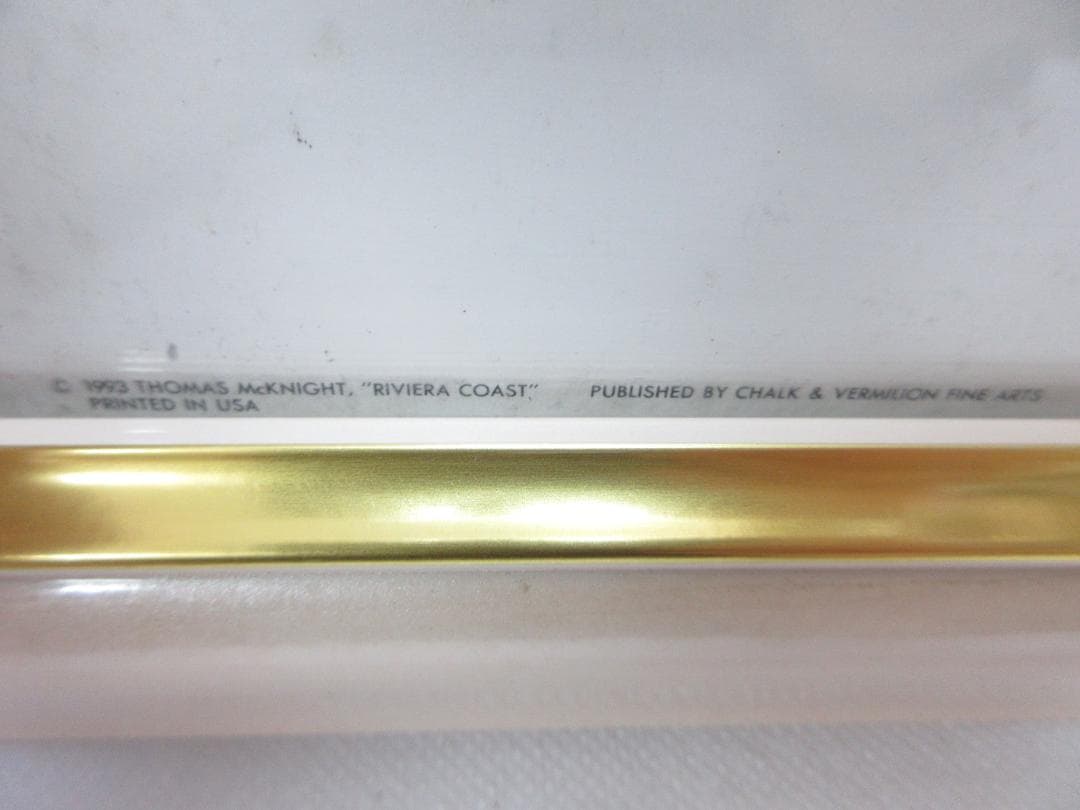 © 1993 THOMAS McKNIGHT, "RIVIERA COAST" PUBLISHED BY CHALK & VERMILION FINE ARTS
PRINTED IN USA